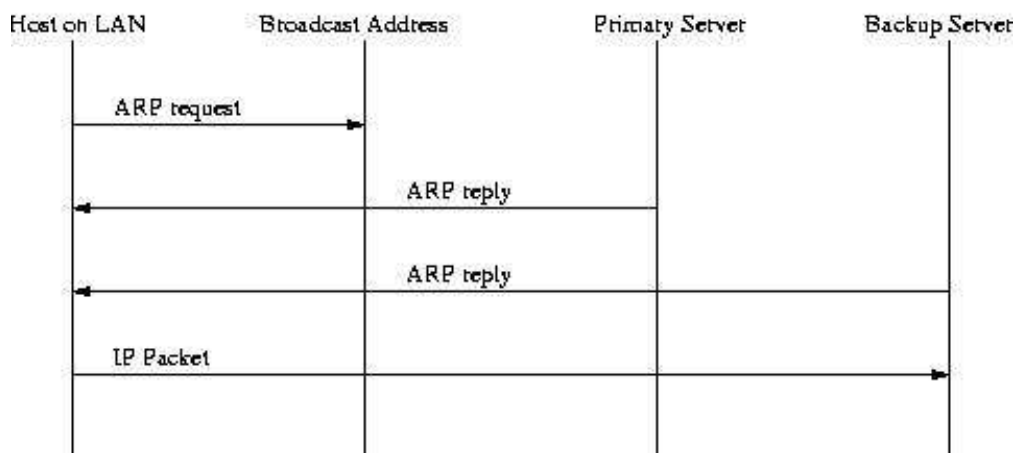 Host on LAN
Broadcast Address
Primary Server
Backup Server
ARP request
ARP reply
ARP reply
IP Packet